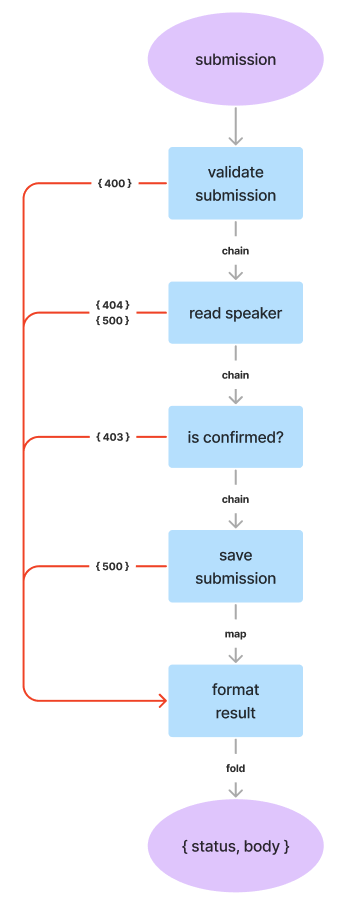 submission
validate
submission
{ 400 }
chain
read speaker
{ 404 }
{ 500 }
chain
is confirmed?
{ 403 }
chain
save
submission
{ 500 }
map
format
result
fold
{ status, body }